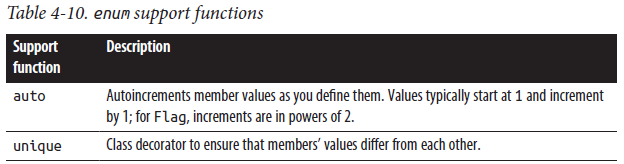 Table 4-10. enum support functions
Support Description
function
auto Autoincrements member values as you define them. Values typically start at 1 and increment
by 1; for Flag, increments are in powers of 2.
unique Class decorator to ensure that members’ values differ from each other.